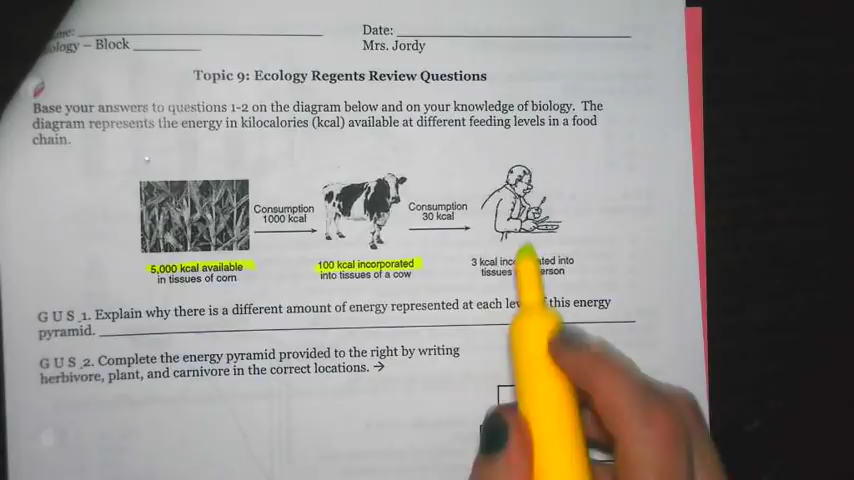 Date:
ology – Block
Mrs. Jordy
Topic 9: Ecology Regents Review Questions
Base your answers to questions 1-2 on the diagram below and on your knowledge of biology. The
diagram represents the energy in kilocalories (kcal) available at different feeding levels in a food
chain.
Consumption
1000 kcal
Consumption
30 kcal
5,000 kcal available
in tissues of corn
100 kcal incorporated
into tissues of a cow
3 kcal inc ated into
tissues erson
G U S 1. Explain why there is a different amount of energy represented at each of this energy
pyramid.
G U S 2. Complete the energy pyramid provided to the right by writing
herbivore, plant, and carnivore in the correct locations. →